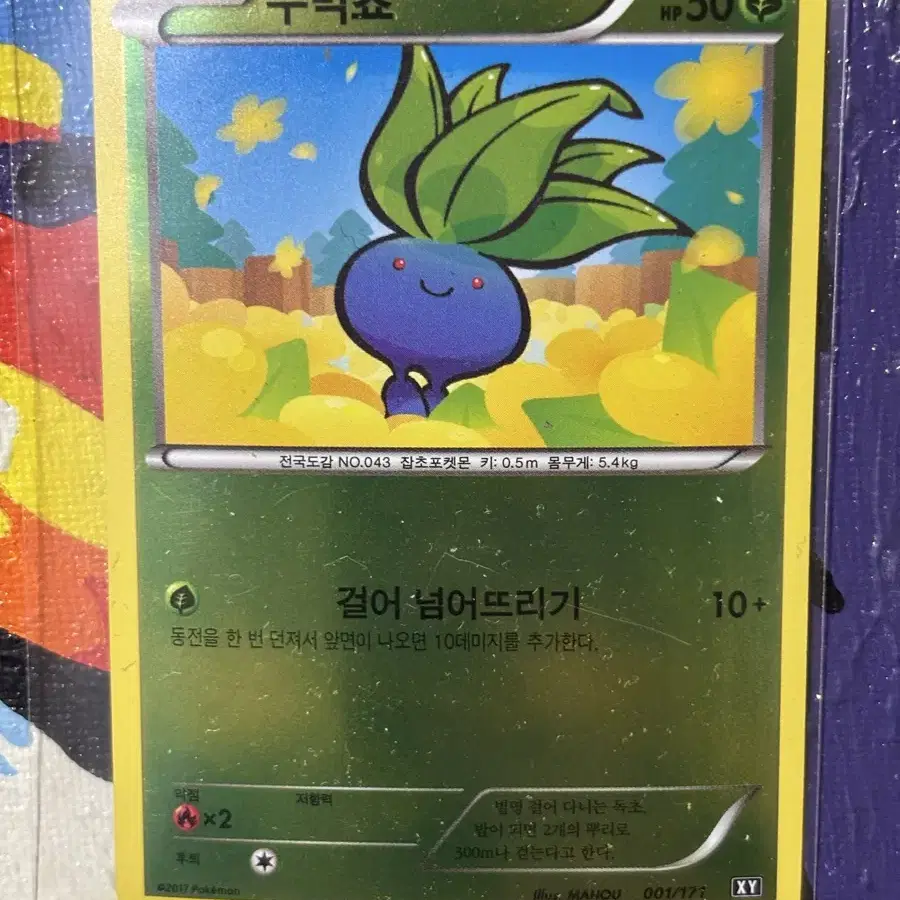 뚜벅쵸
HP 50
전국도감 NO.043 잡초포켓몬 키: 0.5m 몸무게: 5.4kg
걸어 넘어뜨리기 10+
동전을 한 번 던져서 앞면이 나오면 10데미지를 추가한다.
약점 저항력
×2
후퇴
별명 걸어 다니는 독초.
밤이 되면 2개의 뿌리로
300m나 걷는다고 한다.
©2017 Pokémon
Illus. MAHOU 001/171 XY